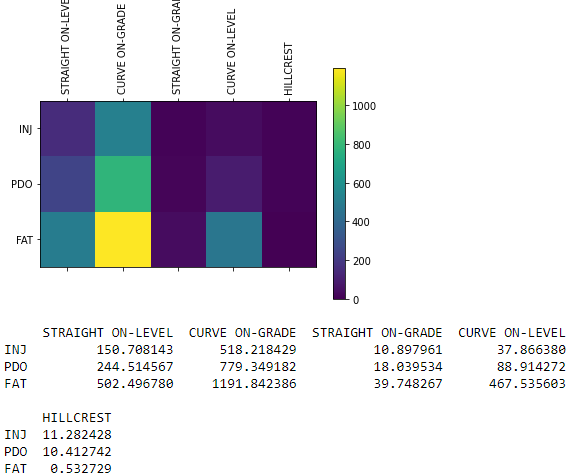 STRAIGHT ON-LEVEL
CURVE ON-GRADE
STRAIGHT ON-GRADE
CURVE ON-LEVEL
HILLCREST
INJ
PDO
FAT
1000
800
600
400
200
0
STRAIGHT ON-LEVEL CURVE ON-GRADE STRAIGHT ON-GRADE CURVE ON-LEVEL
INJ 150.708143 518.218429 10.897961 37.866380
PDO 244.514567 779.349182 18.039534 88.914272
FAT 502.496780 1191.842386 39.748267 467.535603
HILLCREST
INJ 11.282428
PDO 10.412742
FAT 0.532729